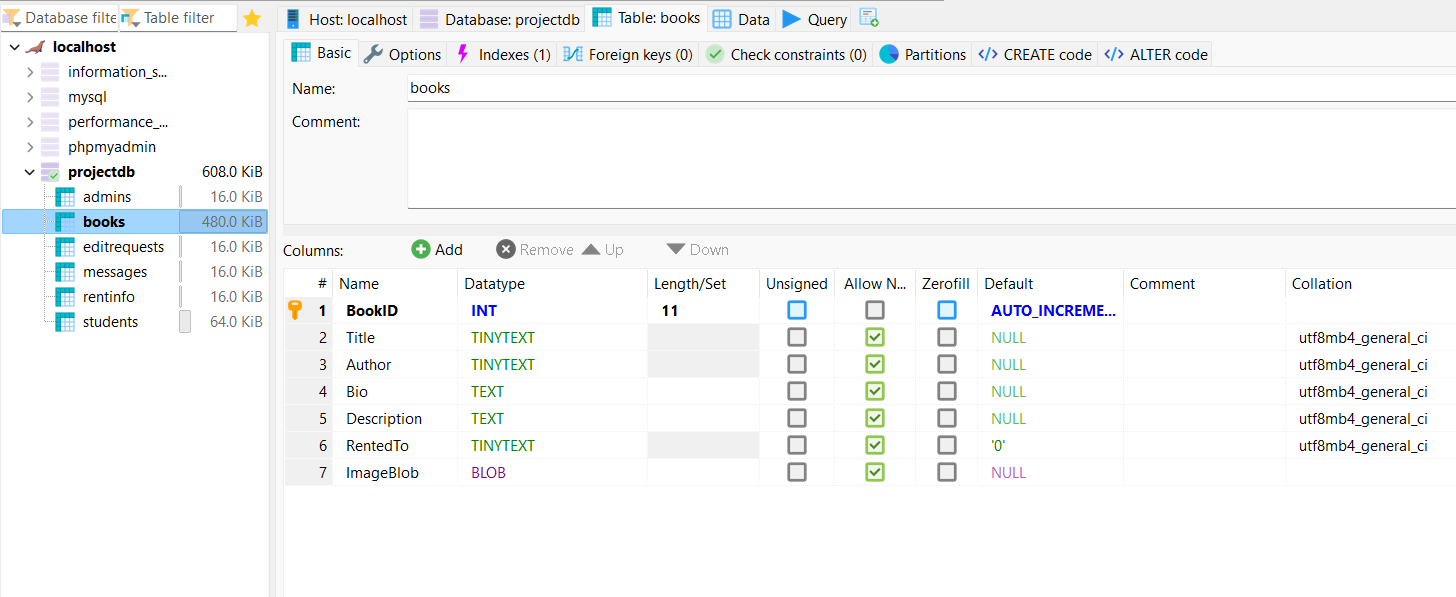 Database filte Table filter Host: localhost Database: projectdb Table: books Data Query
localhost Basic Options Indexes (1) Foreign keys (0) Check constraints (0) Partitions CREATE code ALTER code
information_s...
Name: books
mysql
performance_... Comment:
phpmyadmin
projectdb 608.0 KiB
admins 16.0 KiB
books 480.0 KiB
editrequests 16.0 KiB
Columns: Add Remove Up Down
messages 16.0 KiB
# Name Datatype Length/Set Unsigned Allow N... Zerofill Default Comment Collation
rentinfo 16.0 KiB
1 BookID INT 11 AUTO_INCREME...
students 64.0 KiB
2 Title TINYTEXT NULL utf8mb4_general_ci
3 Author TINYTEXT NULL utf8mb4_general_ci
4 Bio TEXT NULL utf8mb4_general_ci
5 Description TEXT NULL utf8mb4_general_ci
6 RentedTo TINYTEXT '0' utf8mb4_general_ci
7 ImageBlob BLOB NULL